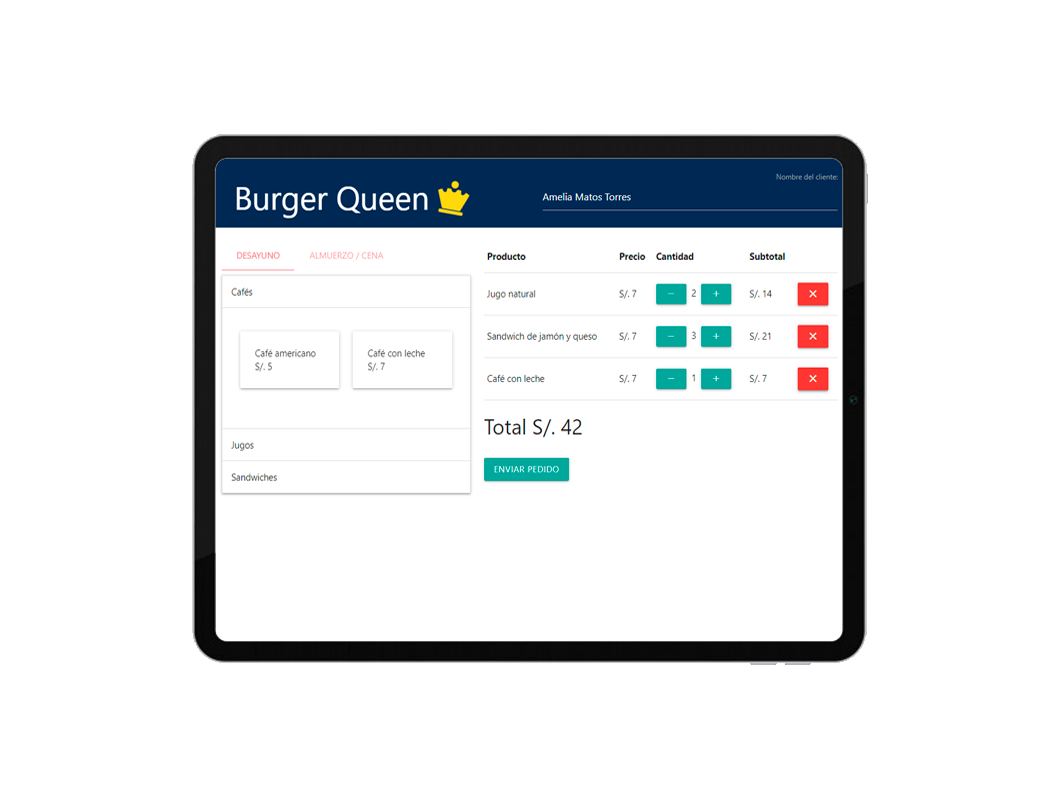 Burger Queen
Nombre del cliente:
Amelia Matos Torres
DESAYUNO ALMUERZO / CENA
Cafés
Café americano
S/. 5
Café con leche
S/. 7
Jugos
Sandwiches
Producto Precio Cantidad Subtotal
Jugo natural S/. 7 − 2 + S/. 14 ✕
Sandwich de jamón y queso S/. 7 − 3 + S/. 21 ✕
Café con leche S/. 7 − 1 + S/. 7 ✕
Total S/. 42
ENVIAR PEDIDO